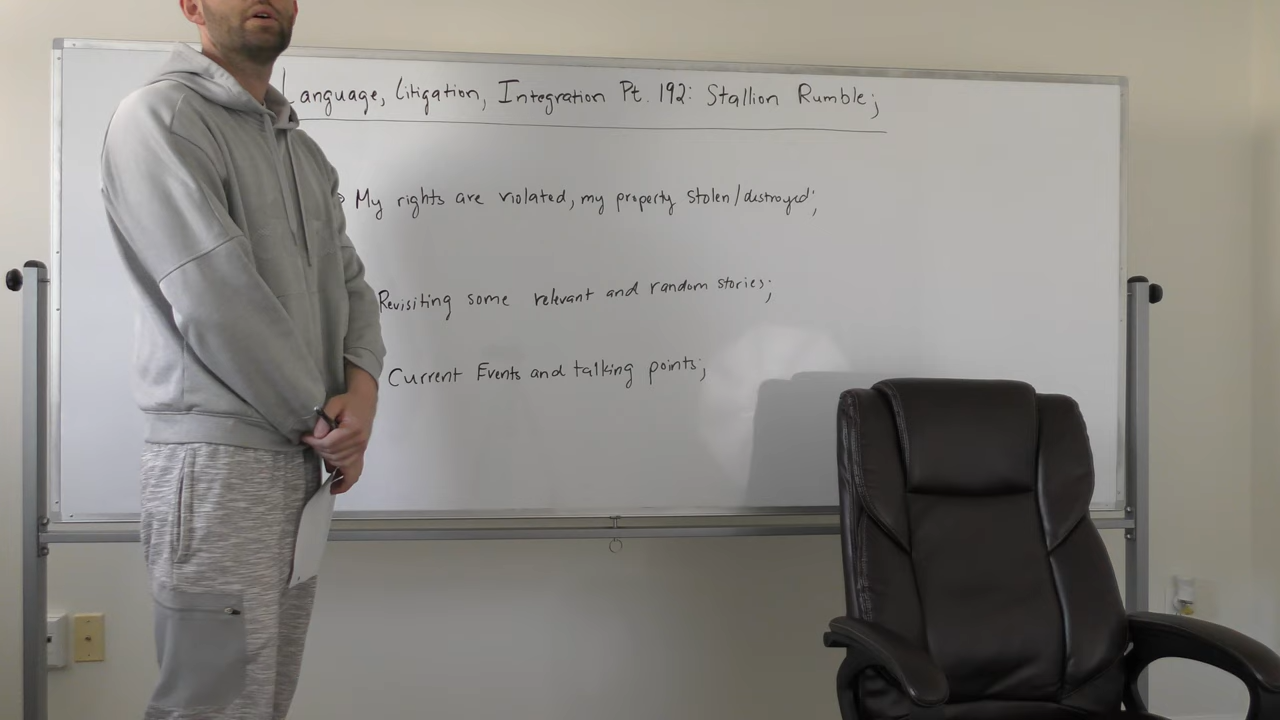 Language, Litigation, Integration Pt. 192: Stallion Rumble;
My rights are violated, my property stolen/destroyed;
Revisiting some relevant and random stories;
Current Events and talking points;